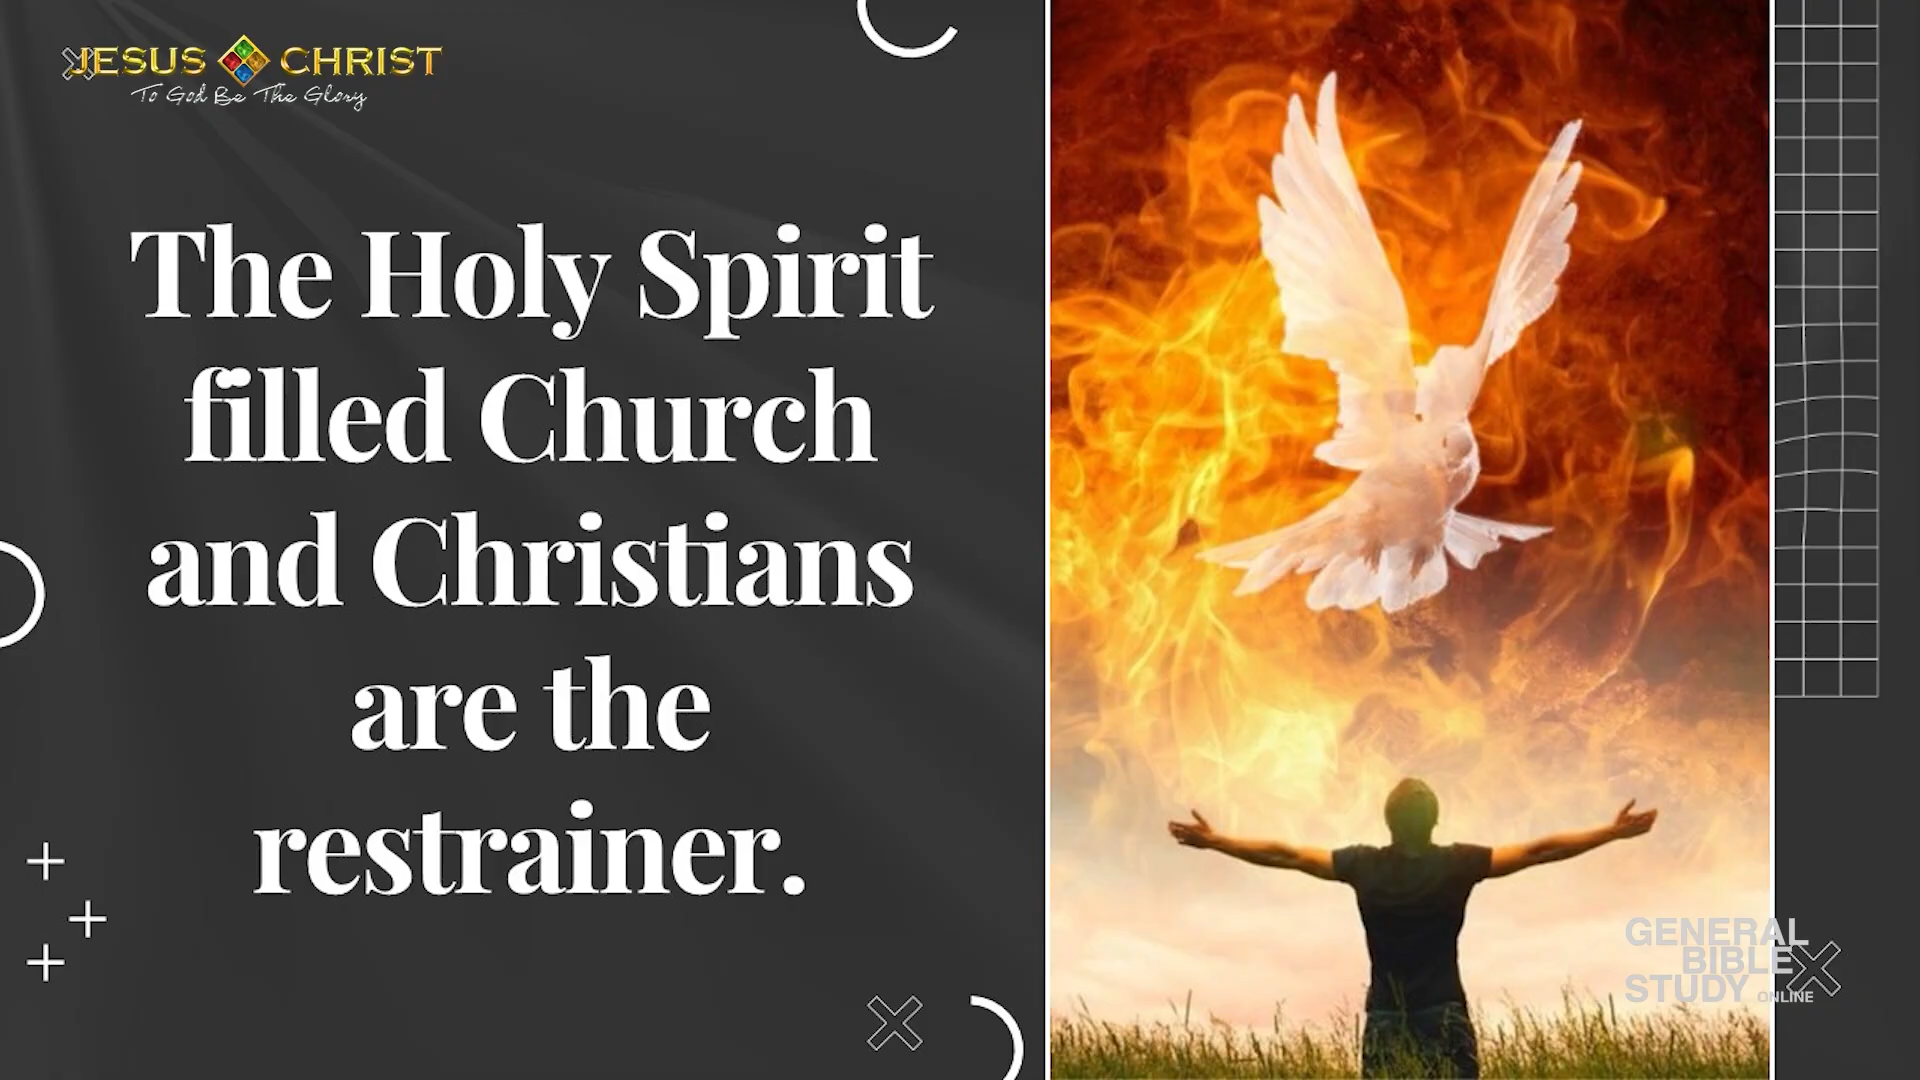 JESUS CHRIST
To God Be The Glory
The Holy Spirit
filled Church
and Christians
are the
restrainer.
GENERAL
BIBLE
STUDY ONLINE